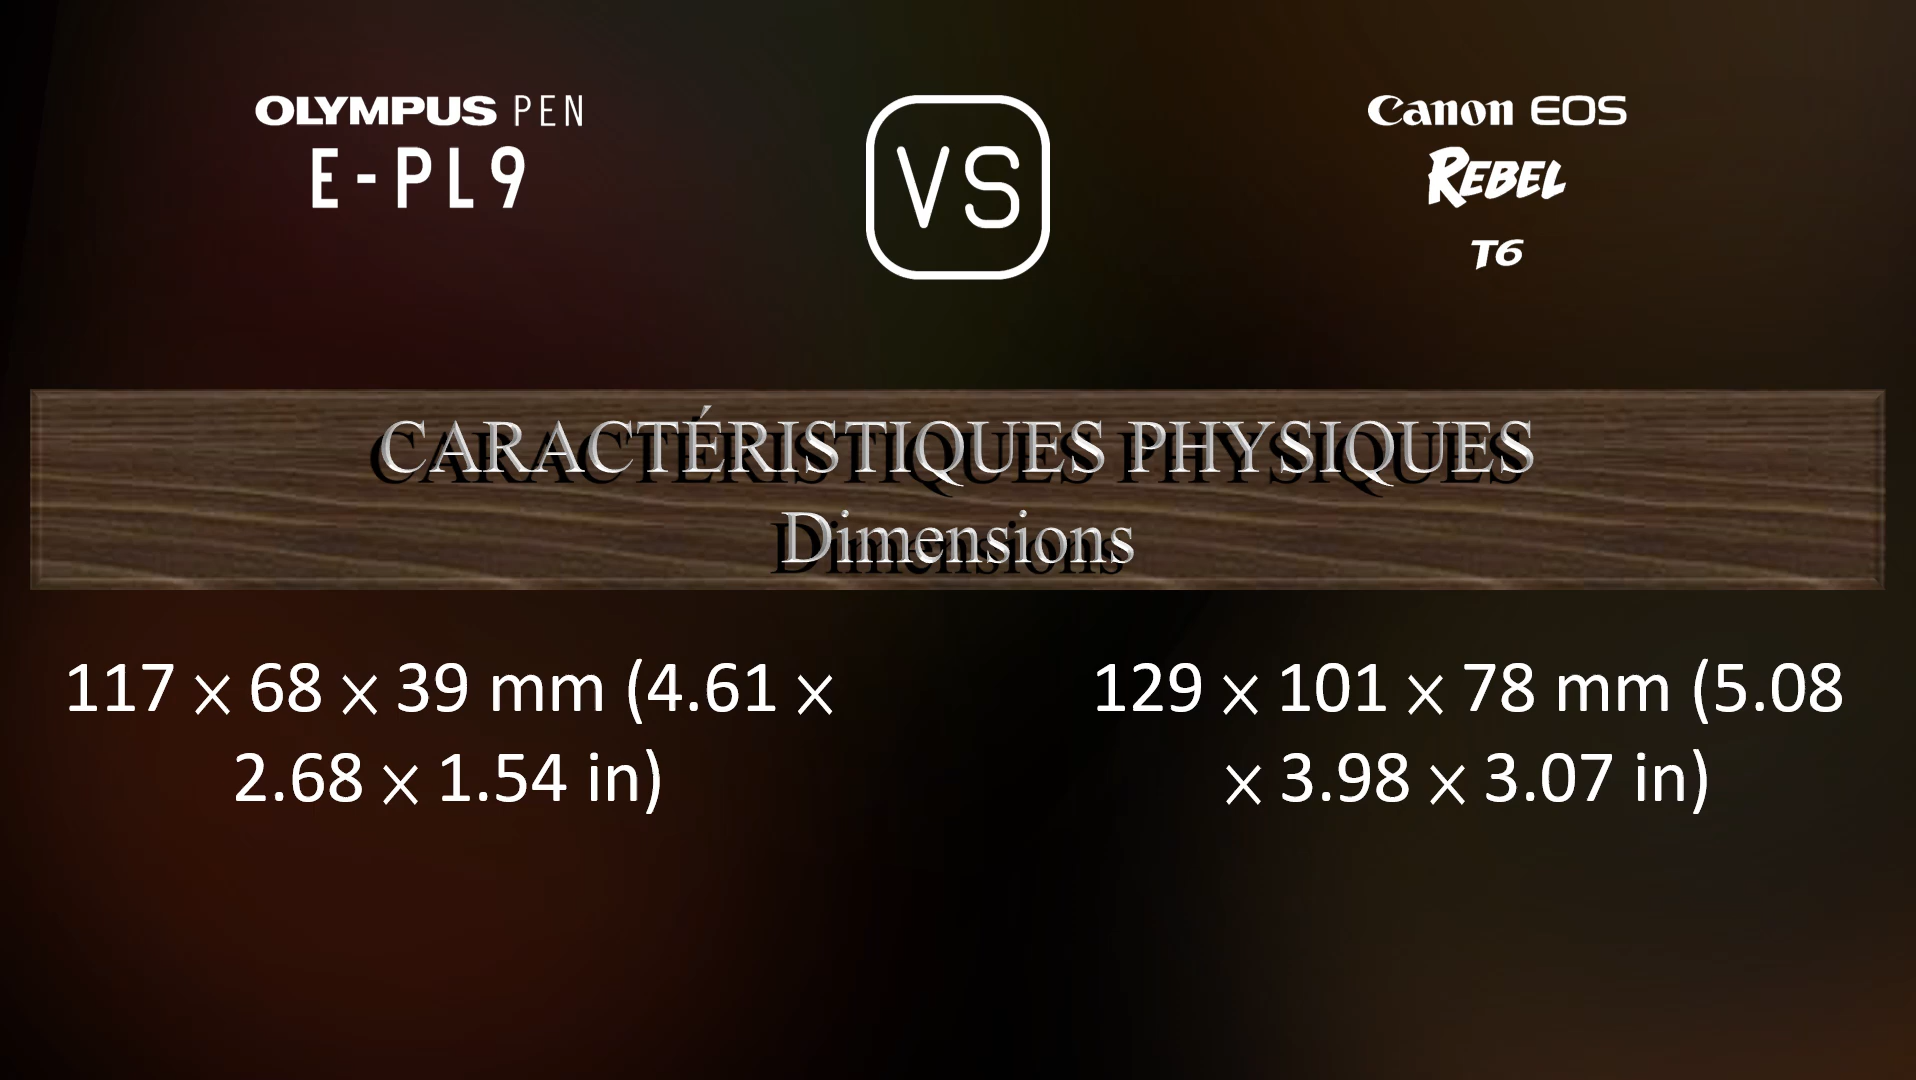 OLYMPUS PEN
E-PL9
VS
Canon EOS
REBEL
T6
CARACTÉRISTIQUES PHYSIQUES
Dimensions
117 x 68 x 39 mm (4.61 x
2.68 x 1.54 in)
129 x 101 x 78 mm (5.08
x 3.98 x 3.07 in)